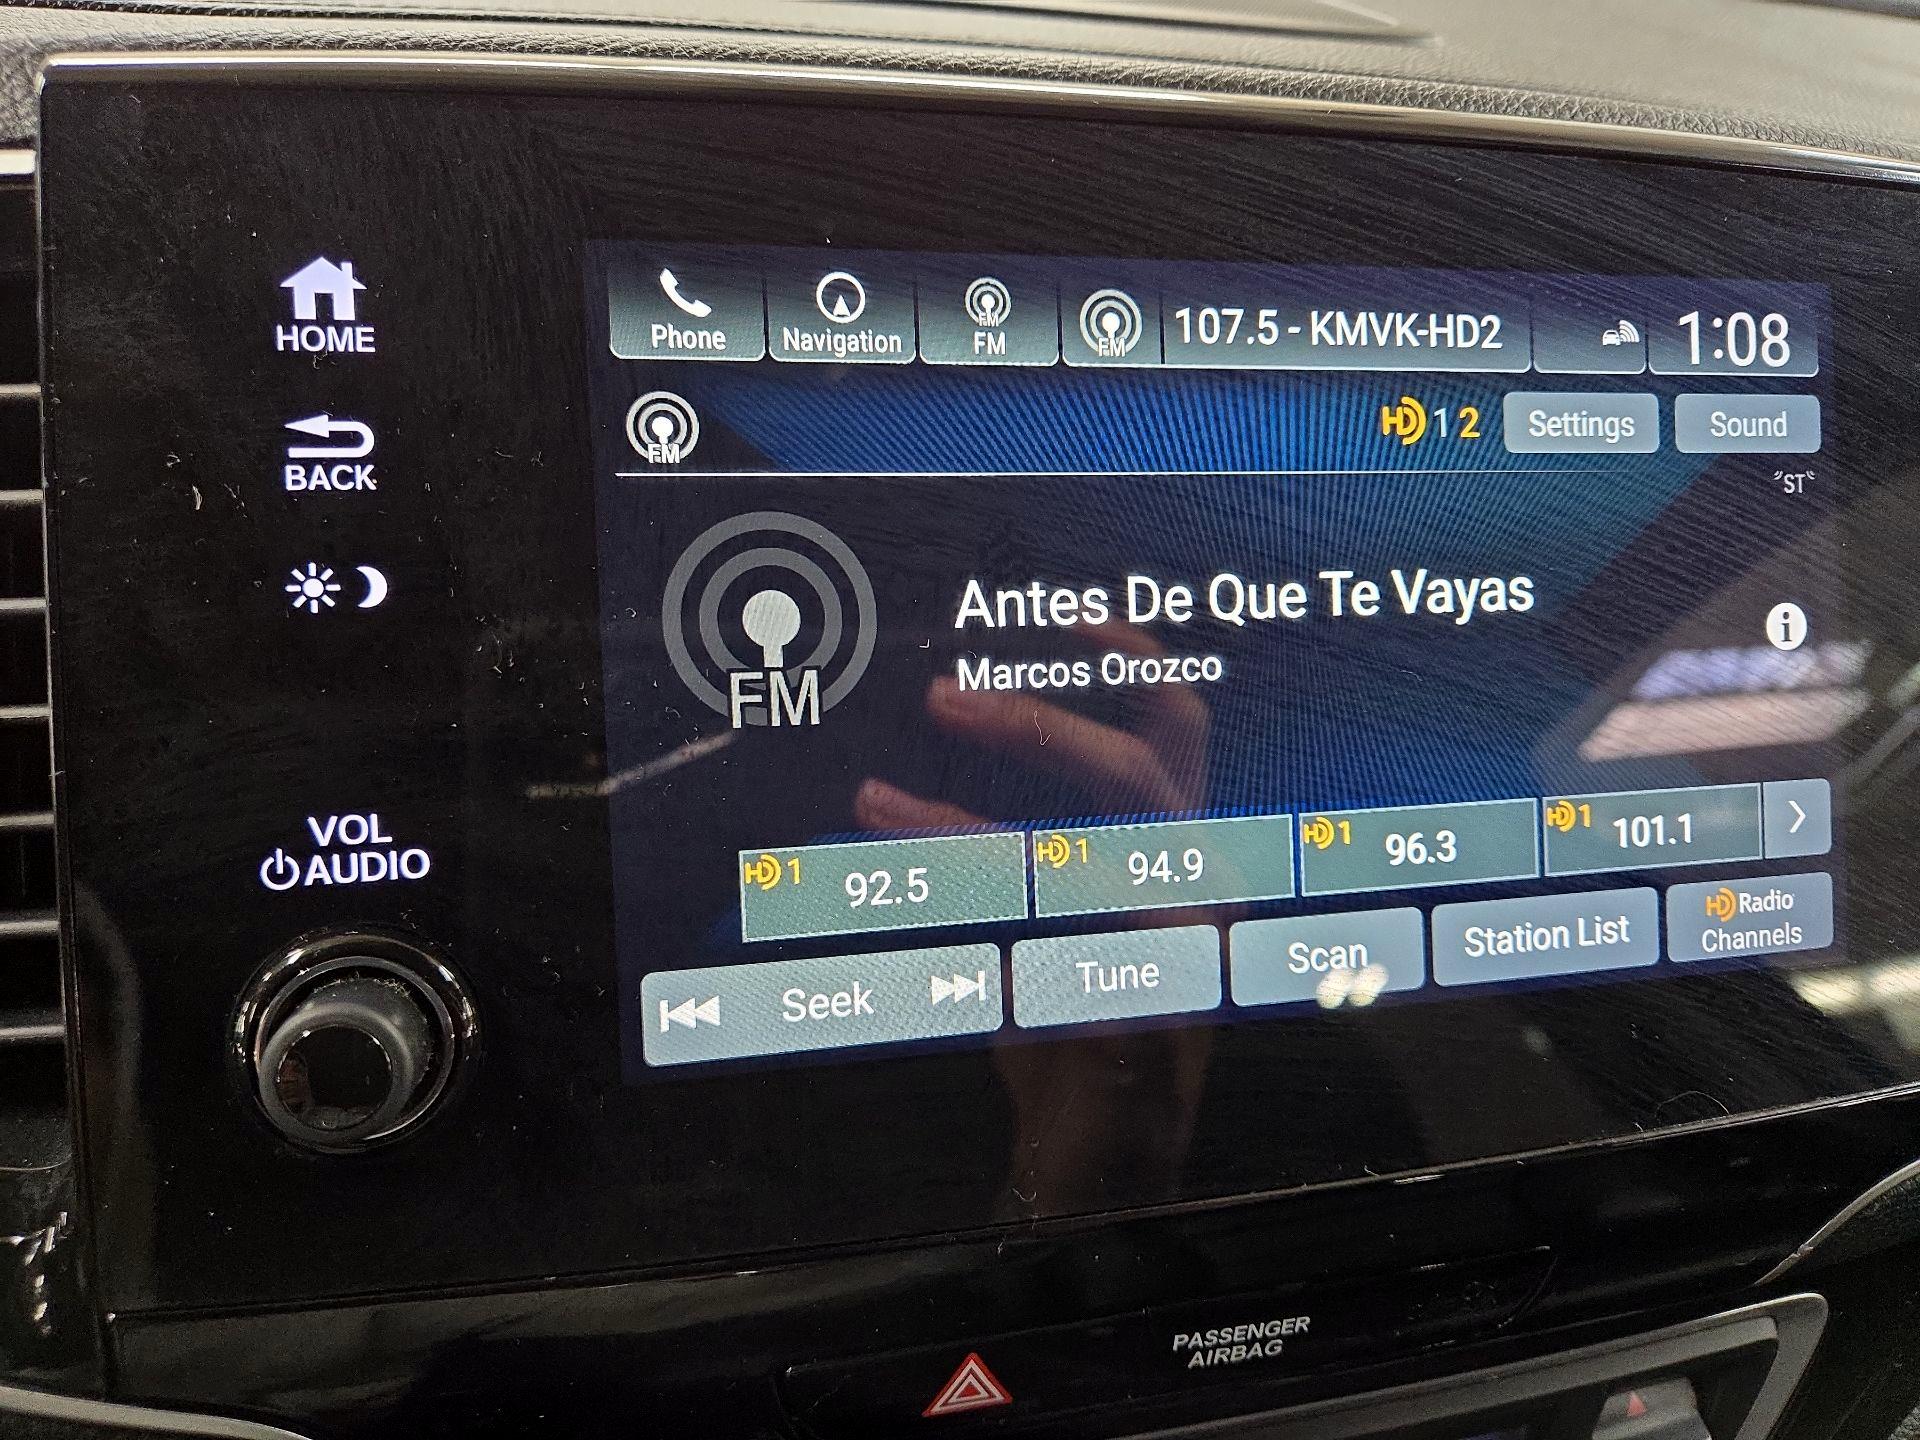 HOME
BACK
VOL
AUDIO
Phone
Navigation
FM
FM
107.5 - KMVK-HD2
1:08
FM
HD 1 2
Settings
Sound
ST
FM
Antes De Que Te Vayas
Marcos Orozco
i
HD 1 92.5
HD 1 94.9
HD 1 96.3
HD 1 101.1
Seek
Tune
Scan
Station List
HD Radio
Channels
PASSENGER
AIRBAG